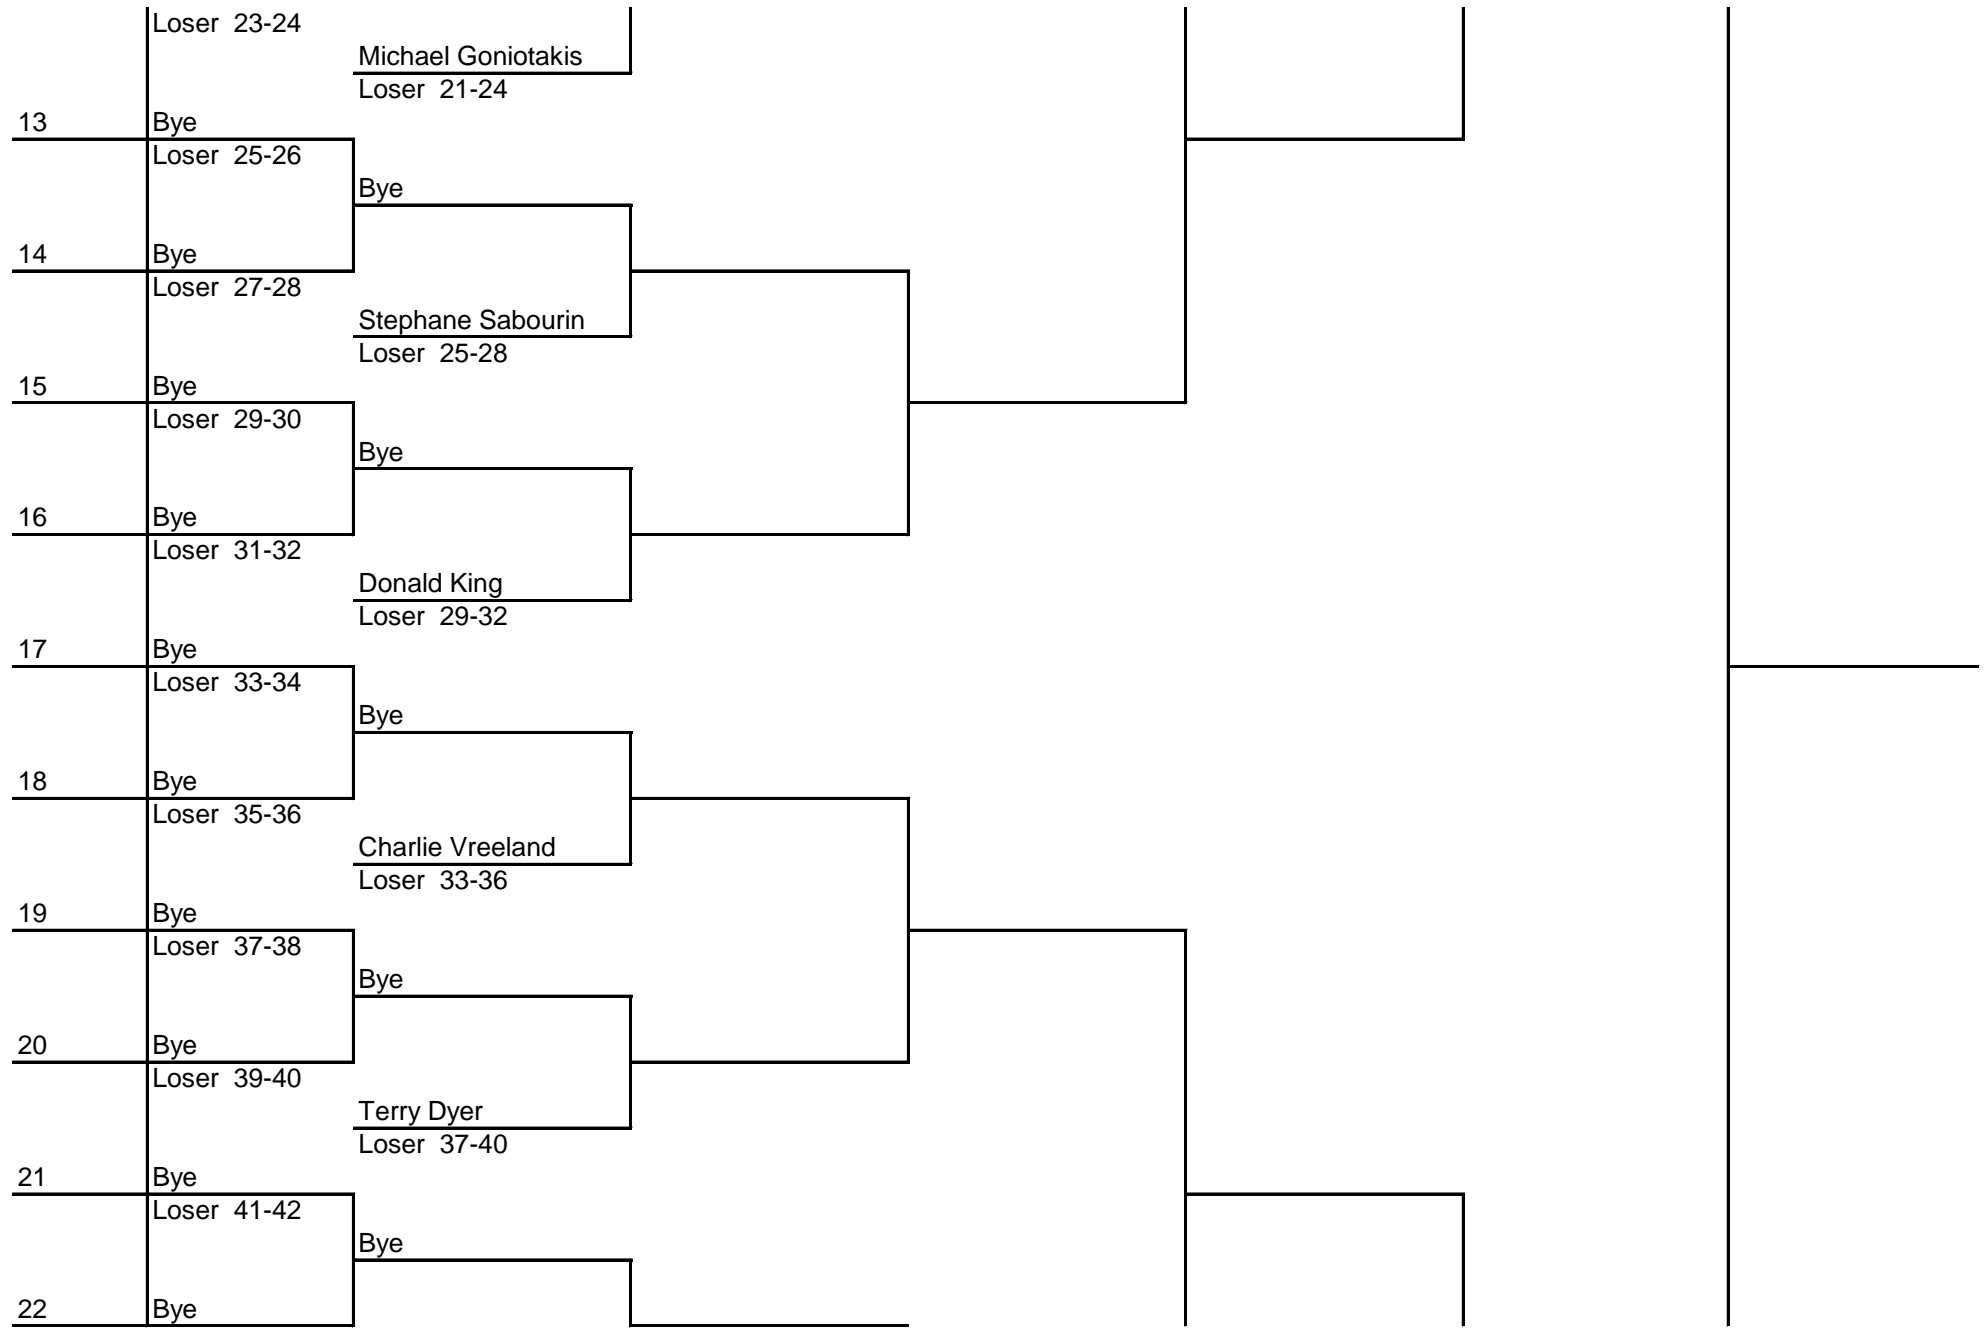 Loser 23-24
Michael Goniotakis
Loser 21-24
13 Bye
Loser 25-26
Bye
14 Bye
Loser 27-28
Stephane Sabourin
Loser 25-28
15 Bye
Loser 29-30
Bye
16 Bye
Loser 31-32
Donald King
Loser 29-32
17 Bye
Loser 33-34
Bye
18 Bye
Loser 35-36
Charlie Vreeland
Loser 33-36
19 Bye
Loser 37-38
Bye
20 Bye
Loser 39-40
Terry Dyer
Loser 37-40
21 Bye
Loser 41-42
Bye
22 Bye